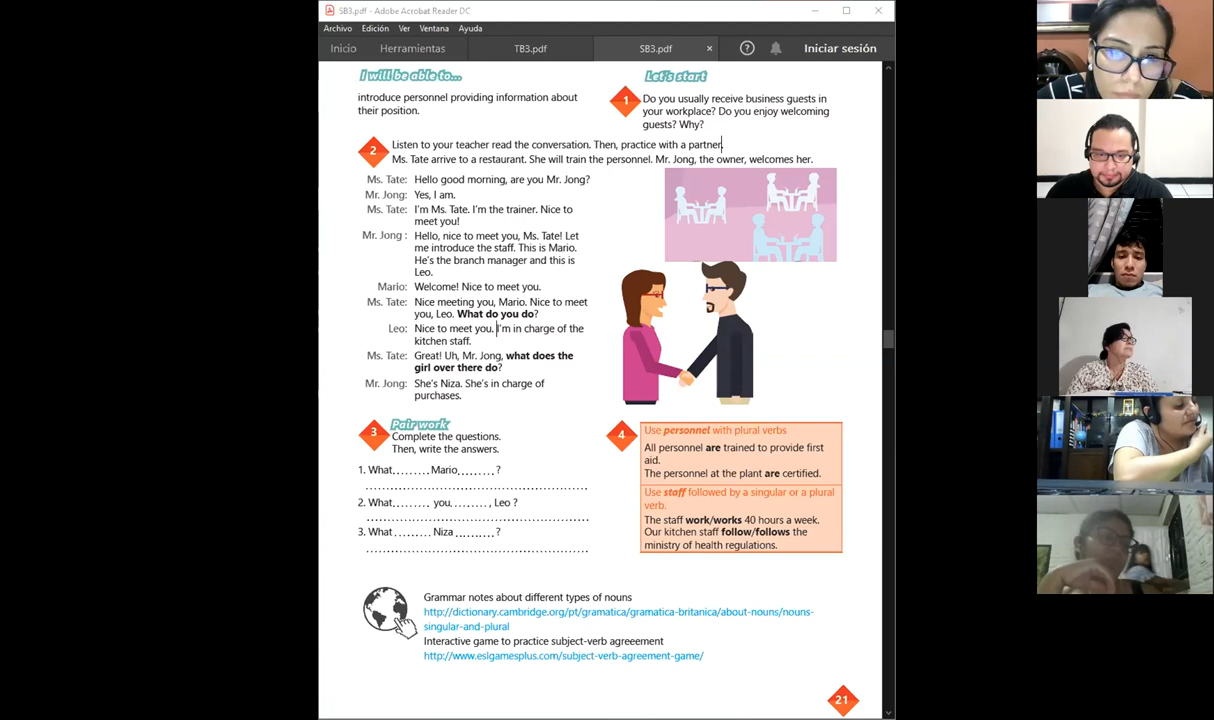 SB3.pdf - Adobe Acrobat Reader DC
Archivo Edición Ver Ventana Ayuda
Inicio Herramientas TB3.pdf SB3.pdf × ? Iniciar sesión
I will be able to...
introduce personnel providing information about
their position.
Let's start
1
Do you usually receive business guests in
your workplace? Do you enjoy welcoming
guests? Why?
2
Listen to your teacher read the conversation. Then, practice with a partner.
Ms. Tate arrive to a restaurant. She will train the personnel. Mr. Jong, the owner, welcomes her.
Ms. Tate: Hello good morning, are you Mr. Jong?
Mr. Jong: Yes, I am.
Ms. Tate: I'm Ms. Tate. I'm the trainer. Nice to
meet you!
Mr. Jong : Hello, nice to meet you, Ms. Tate! Let
me introduce the staff. This is Mario.
He's the branch manager and this is
Leo.
Mario: Welcome! Nice to meet you.
Ms. Tate: Nice meeting you, Mario. Nice to meet
you, Leo. What do you do?
Leo: Nice to meet you. I'm in charge of the
kitchen staff.
Ms. Tate: Great! Uh, Mr. Jong, what does the
girl over there do?
Mr. Jong: She's Niza. She's in charge of
purchases.
3
Pair work
Complete the questions.
Then, write the answers.
1. What.........Mario.........?
......................................................
2. What......... you........., Leo ?
......................................................
3. What ......... Niza ..........?
......................................................
4
Use personnel with plural verbs
All personnel are trained to provide first
aid.
The personnel at the plant are certified.
Use staff followed by a singular or a plural
verb.
The staff work/works 40 hours a week.
Our kitchen staff follow/follows the
ministry of health regulations.
Grammar notes about different types of nouns
http://dictionary.cambridge.org/pt/gramatica/gramatica-britanica/about-nouns/nouns-
singular-and-plural
Interactive game to practice subject-verb agreeement
http://www.eslgamesplus.com/subject-verb-agreement-game/
21